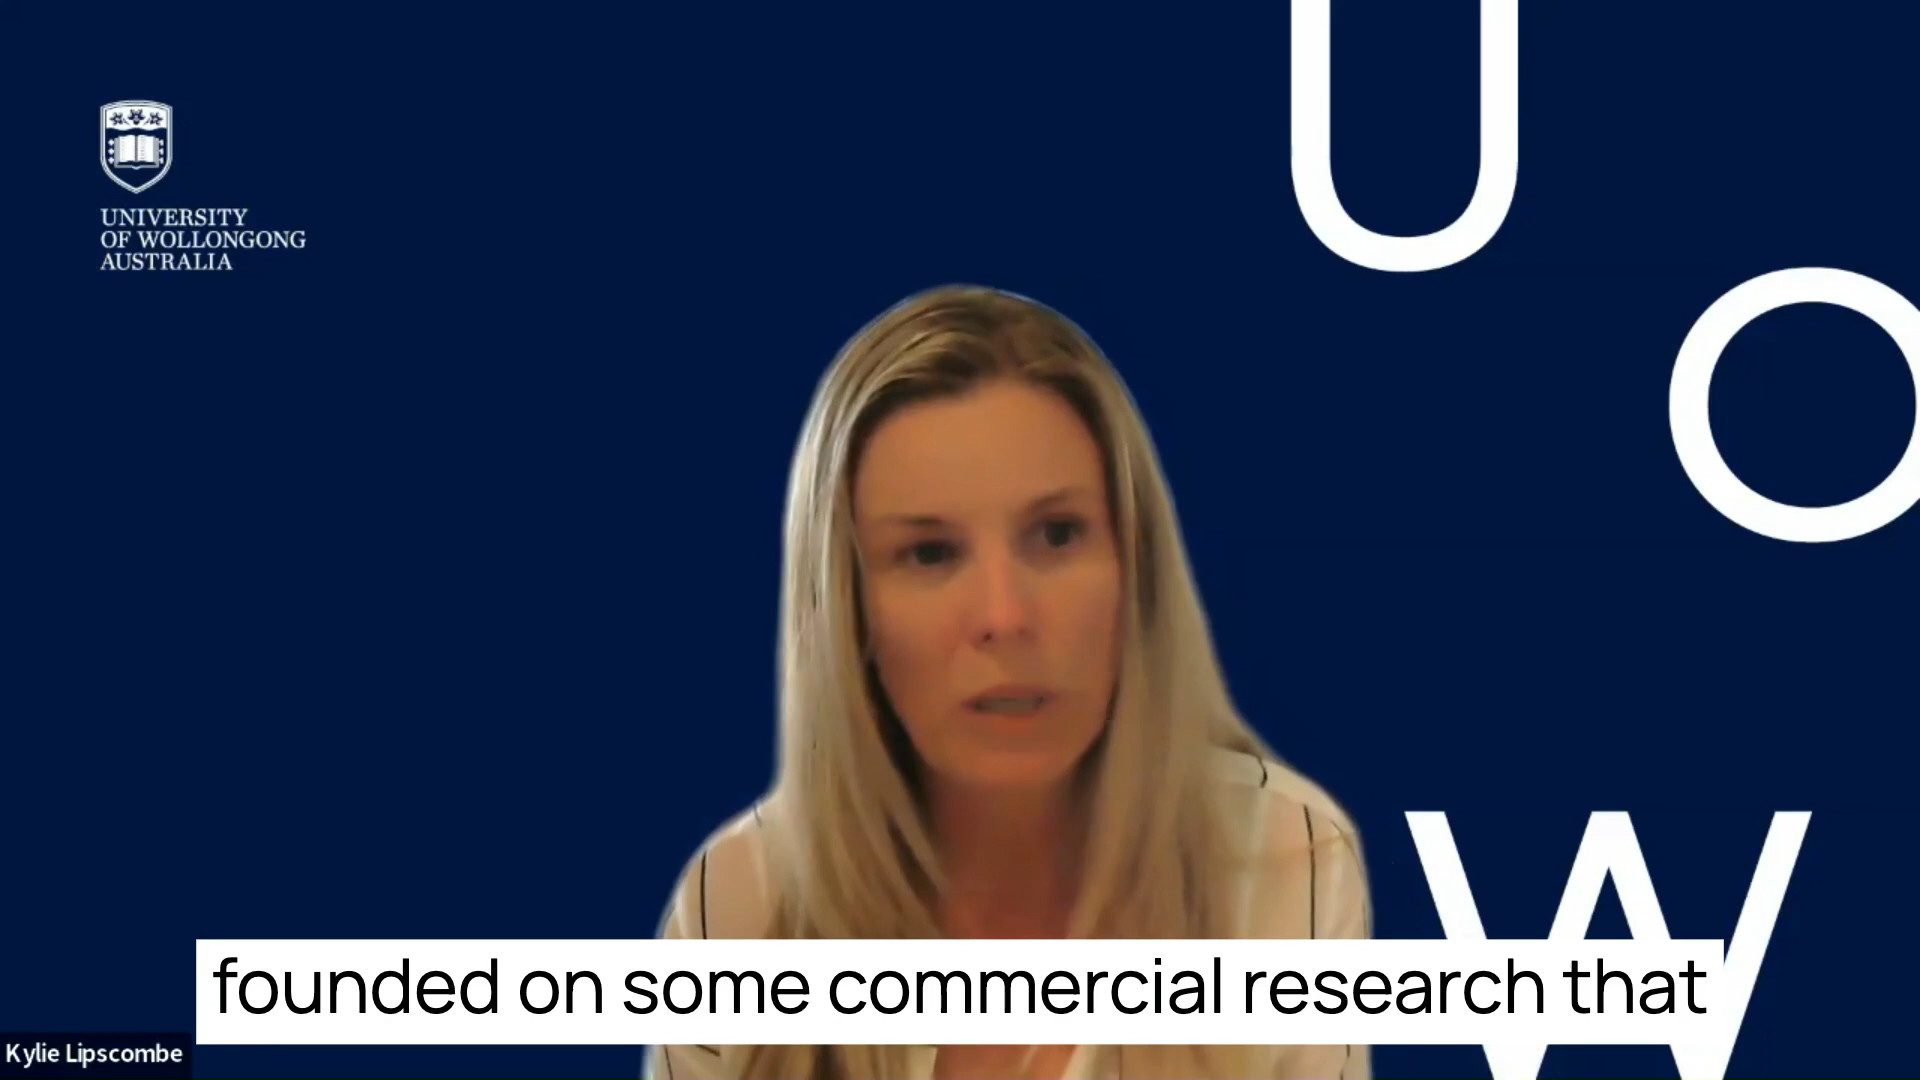 UNIVERSITY
OF WOLLONGONG
AUSTRALIA
U
O
W
founded on some commercial research that
Kylie Lipscombe